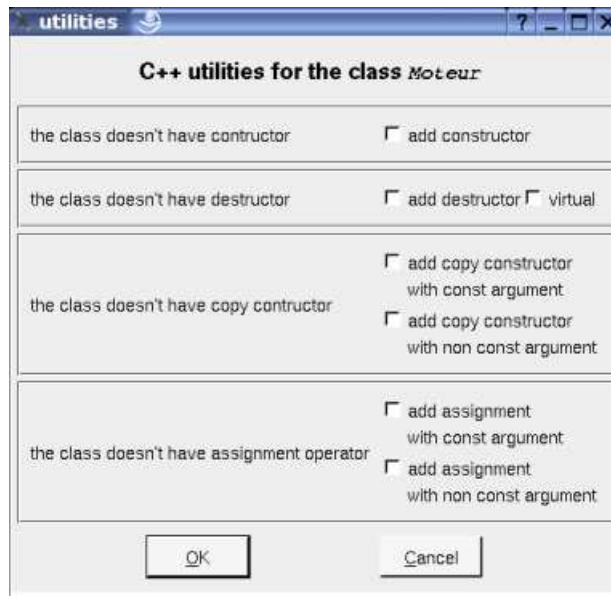 utilities
?
C++ utilities for the class Moteur
the class doesn't have contructor
add constructor
the class doesn't have destructor
add destructor
virtual
the class doesn't have copy contructor
add copy constructor
with const argument
add copy constructor
with non const argument
the class doesn't have assignment operator
add assignment
with const argument
add assignment
with non const argument
OK
Cancel